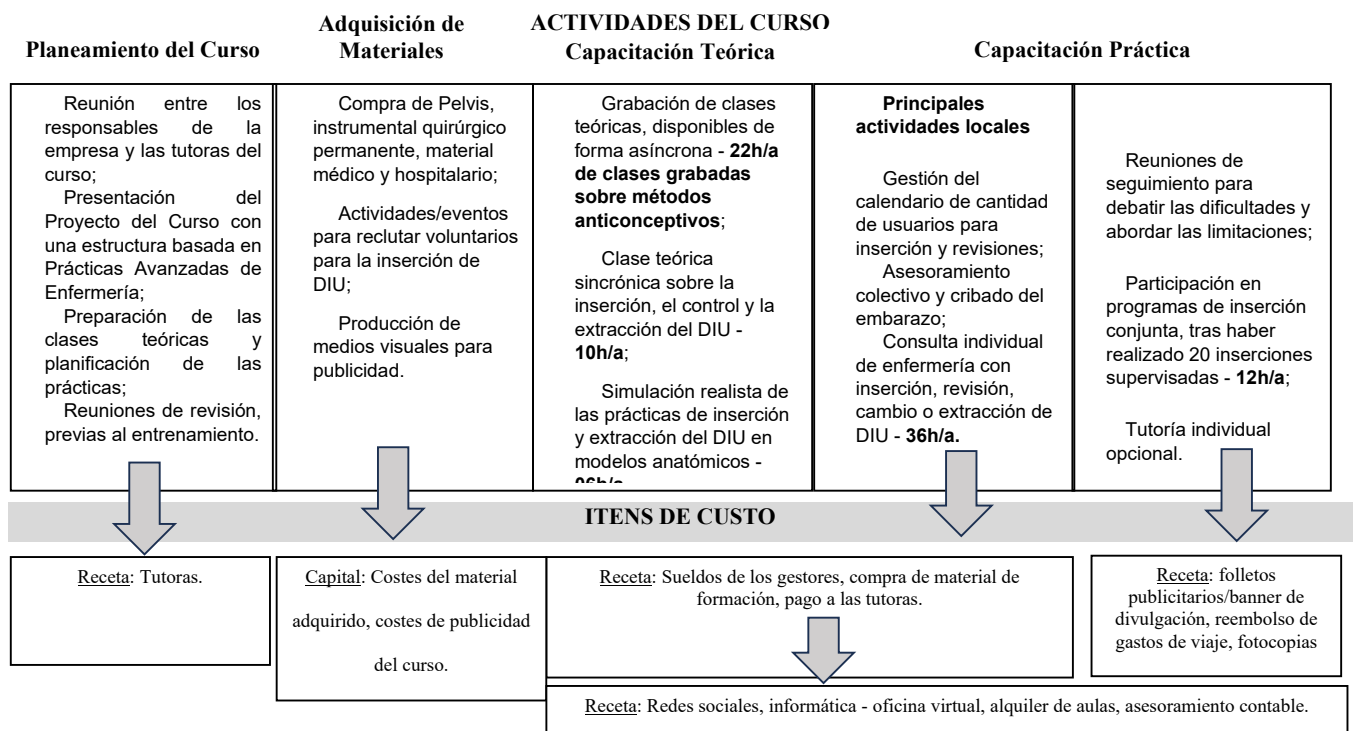 ACTIVIDADES DEL CURSO
Planeamiento del Curso
Adquisición de
Materiales
Capacitación Teórica
Capacitación Práctica
Reunión entre los
responsables de la
empresa y las tutoras del
curso;
Presentación del
Proyecto del Curso con
una estructura basada en
Prácticas Avanzadas de
Enfermería;
Preparación de las
clases teóricas y
planificación de las
prácticas;
Reuniones de revisión,
previas al entrenamiento.
Compra de Pelvis,
instrumental quirúrgico
permanente, material
médico y hospitalario;
Actividades/eventos
para reclutar voluntarios
para la inserción de
DIU;
Producción de
medios visuales para
publicidad.
Grabación de clases
teóricas, disponibles de
forma asíncrona - 22h/a
de clases grabadas
sobre métodos
anticonceptivos;
Clase teórica
sincrónica sobre la
inserción, el control y la
extracción del DIU -
10h/a;
Simulación realista de
las prácticas de inserción
y extracción del DIU en
modelos anatómicos -
06h/a
Principales
actividades locales
Gestión del
calendario de cantidad
de usuarios para
inserción y revisiones;
Asesoramiento
colectivo y cribado del
embarazo;
Consulta individual
de enfermería con
inserción, revisión,
cambio o extracción de
DIU - 36h/a.
Reuniones de
seguimiento para
debatir las dificultades y
abordar las limitaciones;
Participación en
programas de inserción
conjunta, tras haber
realizado 20 inserciones
supervisadas - 12h/a;
Tutoría individual
opcional.
ITENS DE CUSTO
Receta: Tutoras.
Capital: Costes del material
adquirido, costes de publicidad
del curso.
Receta: Sueldos de los gestores, compra de material de
formación, pago a las tutoras.
Receta: folletos
publicitarios/banner de
divulgación, reembolso de
gastos de viaje, fotocopias
Receta: Redes sociales, informática - oficina virtual, alquiler de aulas, asesoramiento contable.